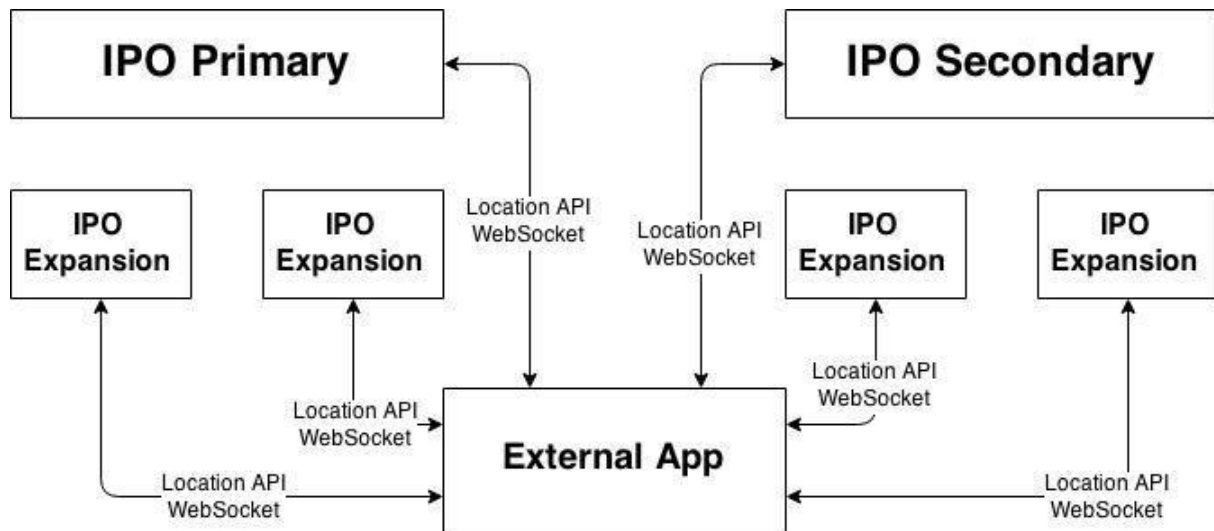 IPO Primary
IPO Secondary
IPO
Expansion
IPO
Expansion
Location API
WebSocket
Location API
WebSocket
IPO
Expansion
IPO
Expansion
Location API
WebSocket
Location API
WebSocket
External App
Location API
WebSocket
Location API
WebSocket